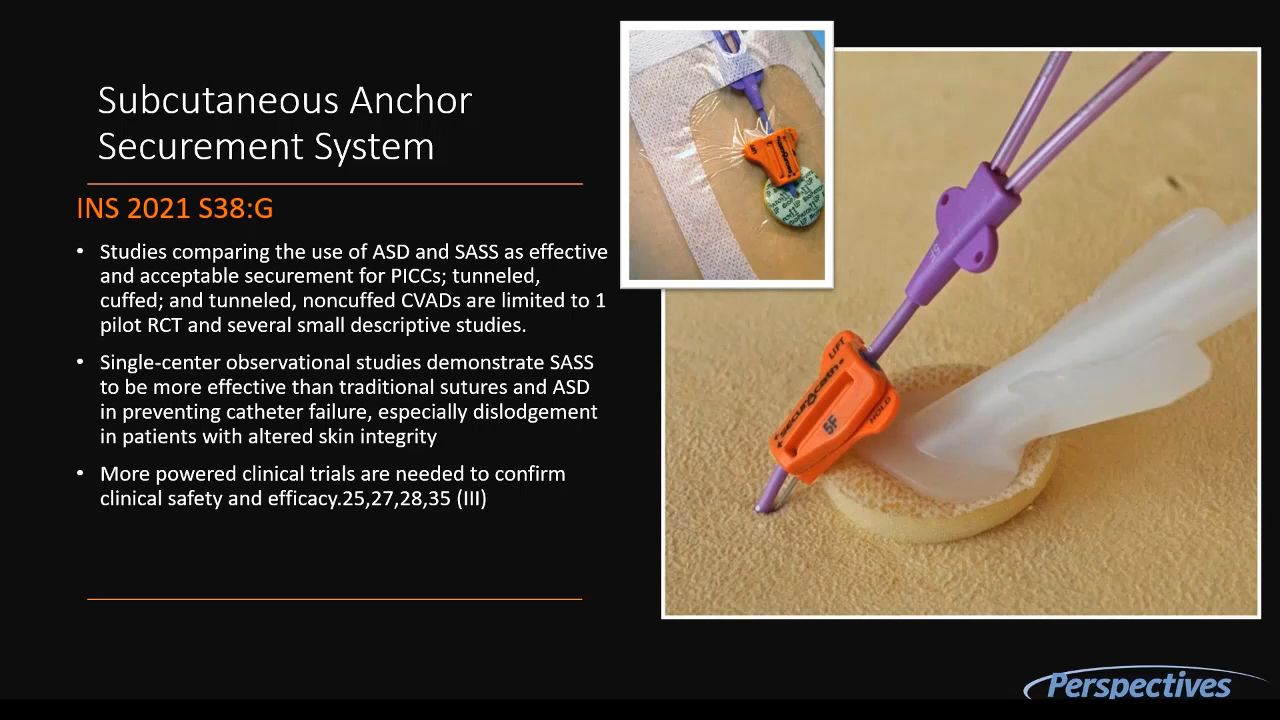 Subcutaneous Anchor
Securement System
INS 2021 S38:G
• Studies comparing the use of ASD and SASS as effective
and acceptable securement for PICCs; tunneled,
cuffed; and tunneled, noncuffed CVADs are limited to 1
pilot RCT and several small descriptive studies.
• Single-center observational studies demonstrate SASS
to be more effective than traditional sutures and ASD
in preventing catheter failure, especially dislodgement
in patients with altered skin integrity
• More powered clinical trials are needed to confirm
clinical safety and efficacy.25,27,28,35 (III)
LIFT
securacath
5F
HOLD
Perspectives